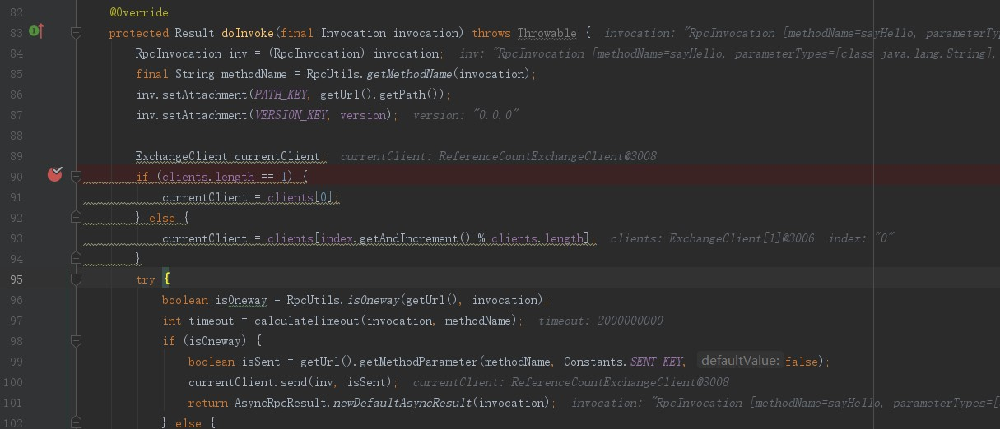 82 @Override
83 protected Result doInvoke(final Invocation invocation) throws Throwable { invocation: "RpcInvocation [methodName=sayHello, parameterTy
84 RpcInvocation inv = (RpcInvocation) invocation; inv: "RpcInvocation [methodName=sayHello, parameterTypes=[class java.lang.String],
85 final String methodName = RpcUtils.getMethodName(invocation);
86 inv.setAttachment(PATH_KEY, getUrl().getPath());
87 inv.setAttachment(VERSION_KEY, version); version: "0.0.0"
88
89 ExchangeClient currentClient; currentClient: ReferenceCountExchangeClient@3008
90 if (clients.length == 1) {
91 currentClient = clients[0];
92 } else {
93 currentClient = clients[index.getAndIncrement() % clients.length]; clients: ExchangeClient[1]@3006 index: "0"
94 }
95 try {
96 boolean isOneway = RpcUtils.isOneway(getUrl(), invocation);
97 int timeout = calculateTimeout(invocation, methodName); timeout: 2000000000
98 if (isOneway) {
99 boolean isSent = getUrl().getMethodParameter(methodName, Constants.SENT_KEY, defaultValue: false);
100 currentClient.send(inv, isSent); currentClient: ReferenceCountExchangeClient@3008
101 return AsyncRpcResult.newDefaultAsyncResult(invocation); invocation: "RpcInvocation [methodName=sayHello, parameterTypes=[
102 } else {